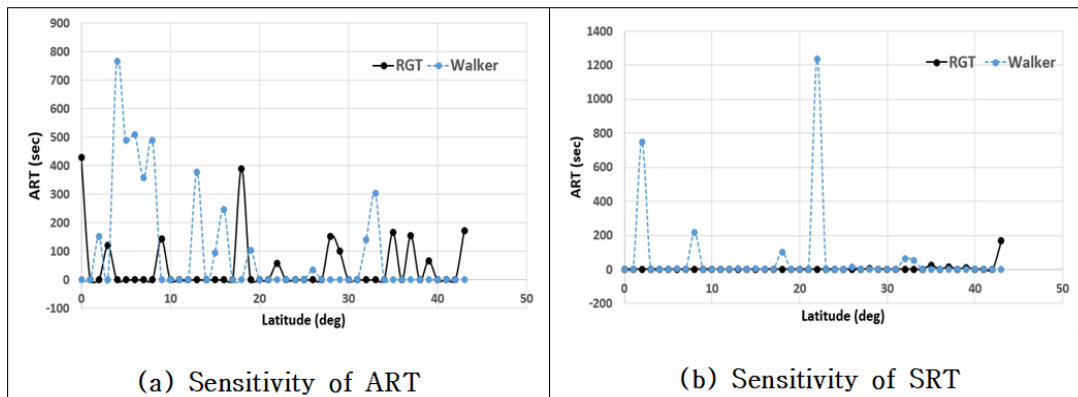 900
800
700
600
500
400
300
200
100
0
-100
ART (sec)
RGT Walker
0 10 20 30 40 50
Latitude (deg)
(a) Sensitivity of ART
1400
1200
1000
800
600
400
200
0
-200
ART (sec)
RGT Walker
0 10 20 30 40 50
Latitude (deg)
(b) Sensitivity of SRT